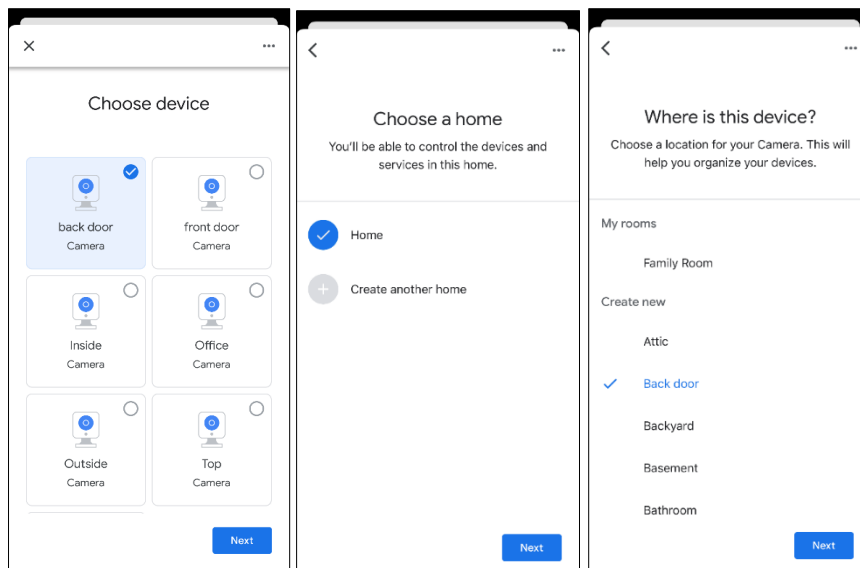 Choose device
back door
Camera
front door
Camera
Inside
Camera
Office
Camera
Outside
Camera
Top
Camera
Next
Choose a home
You'll be able to control the devices and
services in this home.
Home
Create another home
Next
Where is this device?
Choose a location for your Camera. This will
help you organize your devices.
My rooms
Family Room
Create new
Attic
Back door
Backyard
Basement
Bathroom
Next